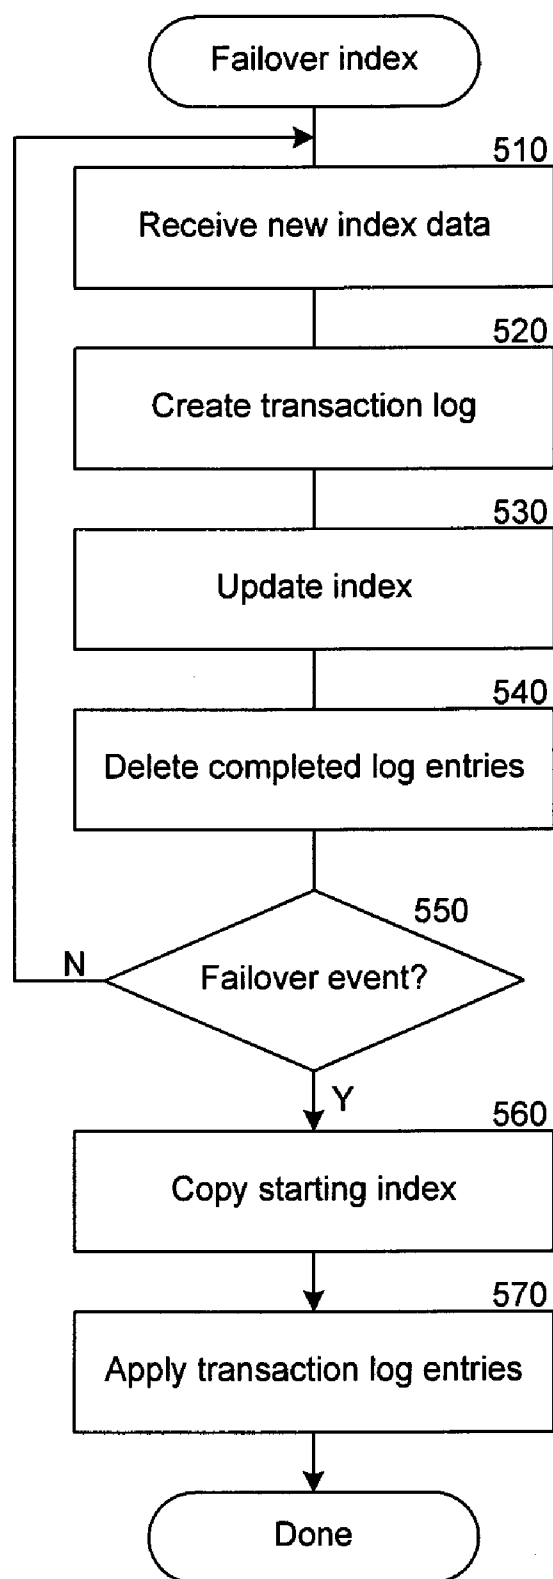 Failover index
510
Receive new index data
520
Create transaction log
530
Update index
540
Delete completed log entries
550
Failover event?
N
Y
560
Copy starting index
570
Apply transaction log entries
Done